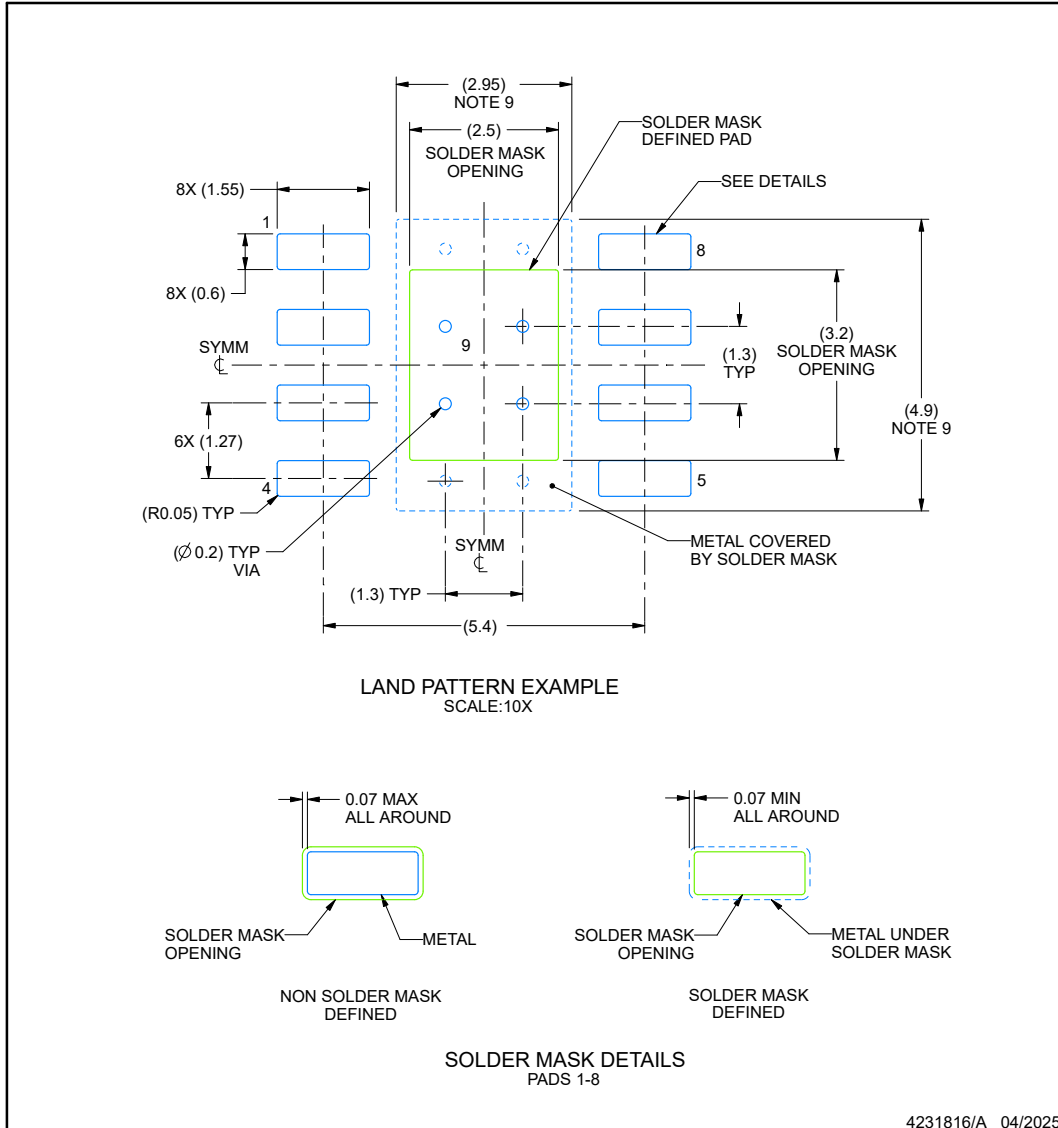 (2.95)
NOTE 9
(2.5)
SOLDER MASK
OPENING
SOLDER MASK
DEFINED PAD
8X (1.55)
SEE DETAILS
1
8
8X (0.6)
9
SYMM
℄
(1.3)
TYP
(3.2)
SOLDER MASK
OPENING
(4.9)
NOTE 9
6X (1.27)
4
5
(R0.05) TYP
(Ø0.2) TYP
VIA
SYMM
℄
METAL COVERED
BY SOLDER MASK
(1.3) TYP
(5.4)
LAND PATTERN EXAMPLE
SCALE:10X
0.07 MAX
ALL AROUND
0.07 MIN
ALL AROUND
SOLDER MASK
OPENING
METAL
SOLDER MASK
OPENING
METAL UNDER
SOLDER MASK
NON SOLDER MASK
DEFINED
SOLDER MASK
DEFINED
SOLDER MASK DETAILS
PADS 1-8
4231816/A 04/2025